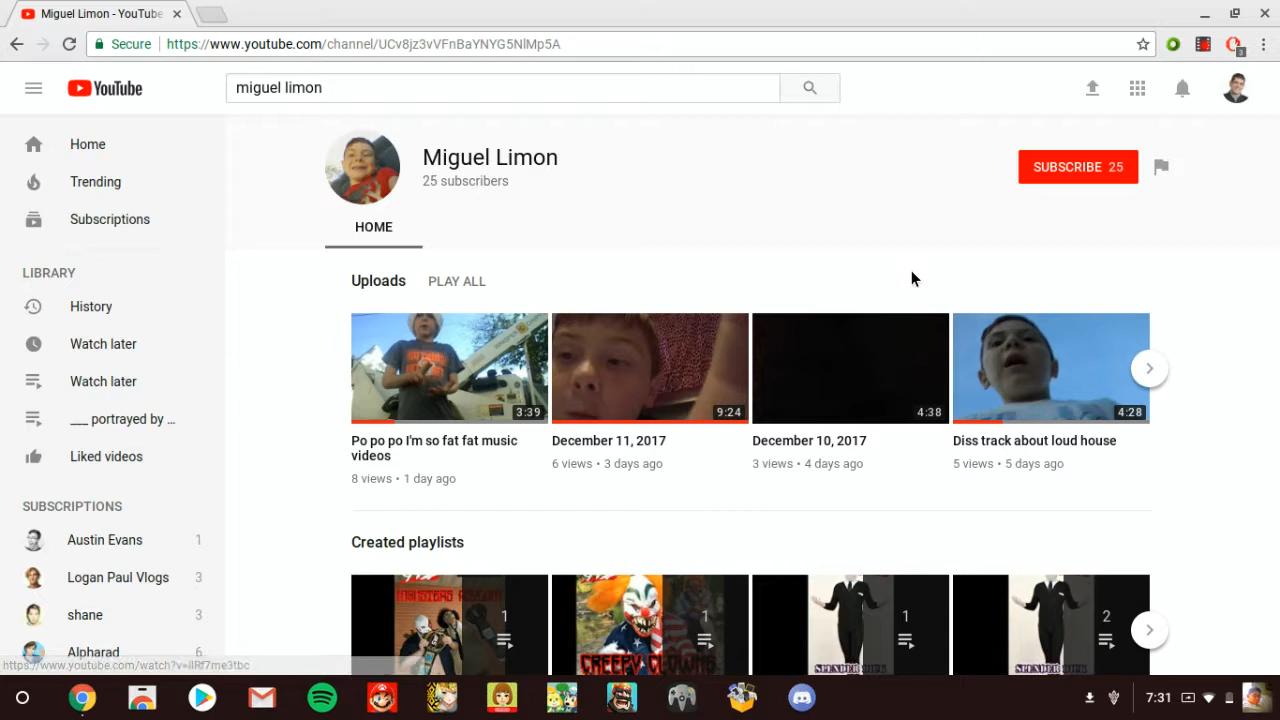 Miguel Limon - YouTube
Secure https://www.youtube.com/channel/UCv8jz3vVFnBaYNYG5NlMp5A
3
YouTube
miguel limon
Home
Trending
Subscriptions
LIBRARY
History
Watch later
Watch later
___ portrayed by ...
Liked videos
SUBSCRIPTIONS
Austin Evans 1
Logan Paul Vlogs 3
shane 3
Alpharad 6
Miguel Limon
25 subscribers
SUBSCRIBE 25
HOME
Uploads PLAY ALL
3:39
9:24
4:38
4:28
Po po po I'm so fat fat music
videos
8 views • 1 day ago
December 11, 2017
6 views • 3 days ago
December 10, 2017
3 views • 4 days ago
Diss track about loud house
5 views • 5 days ago
Created playlists
1
1
CREEPY CLOWNS
1
SLENDER MAN
2
SLENDER MAN
7:31